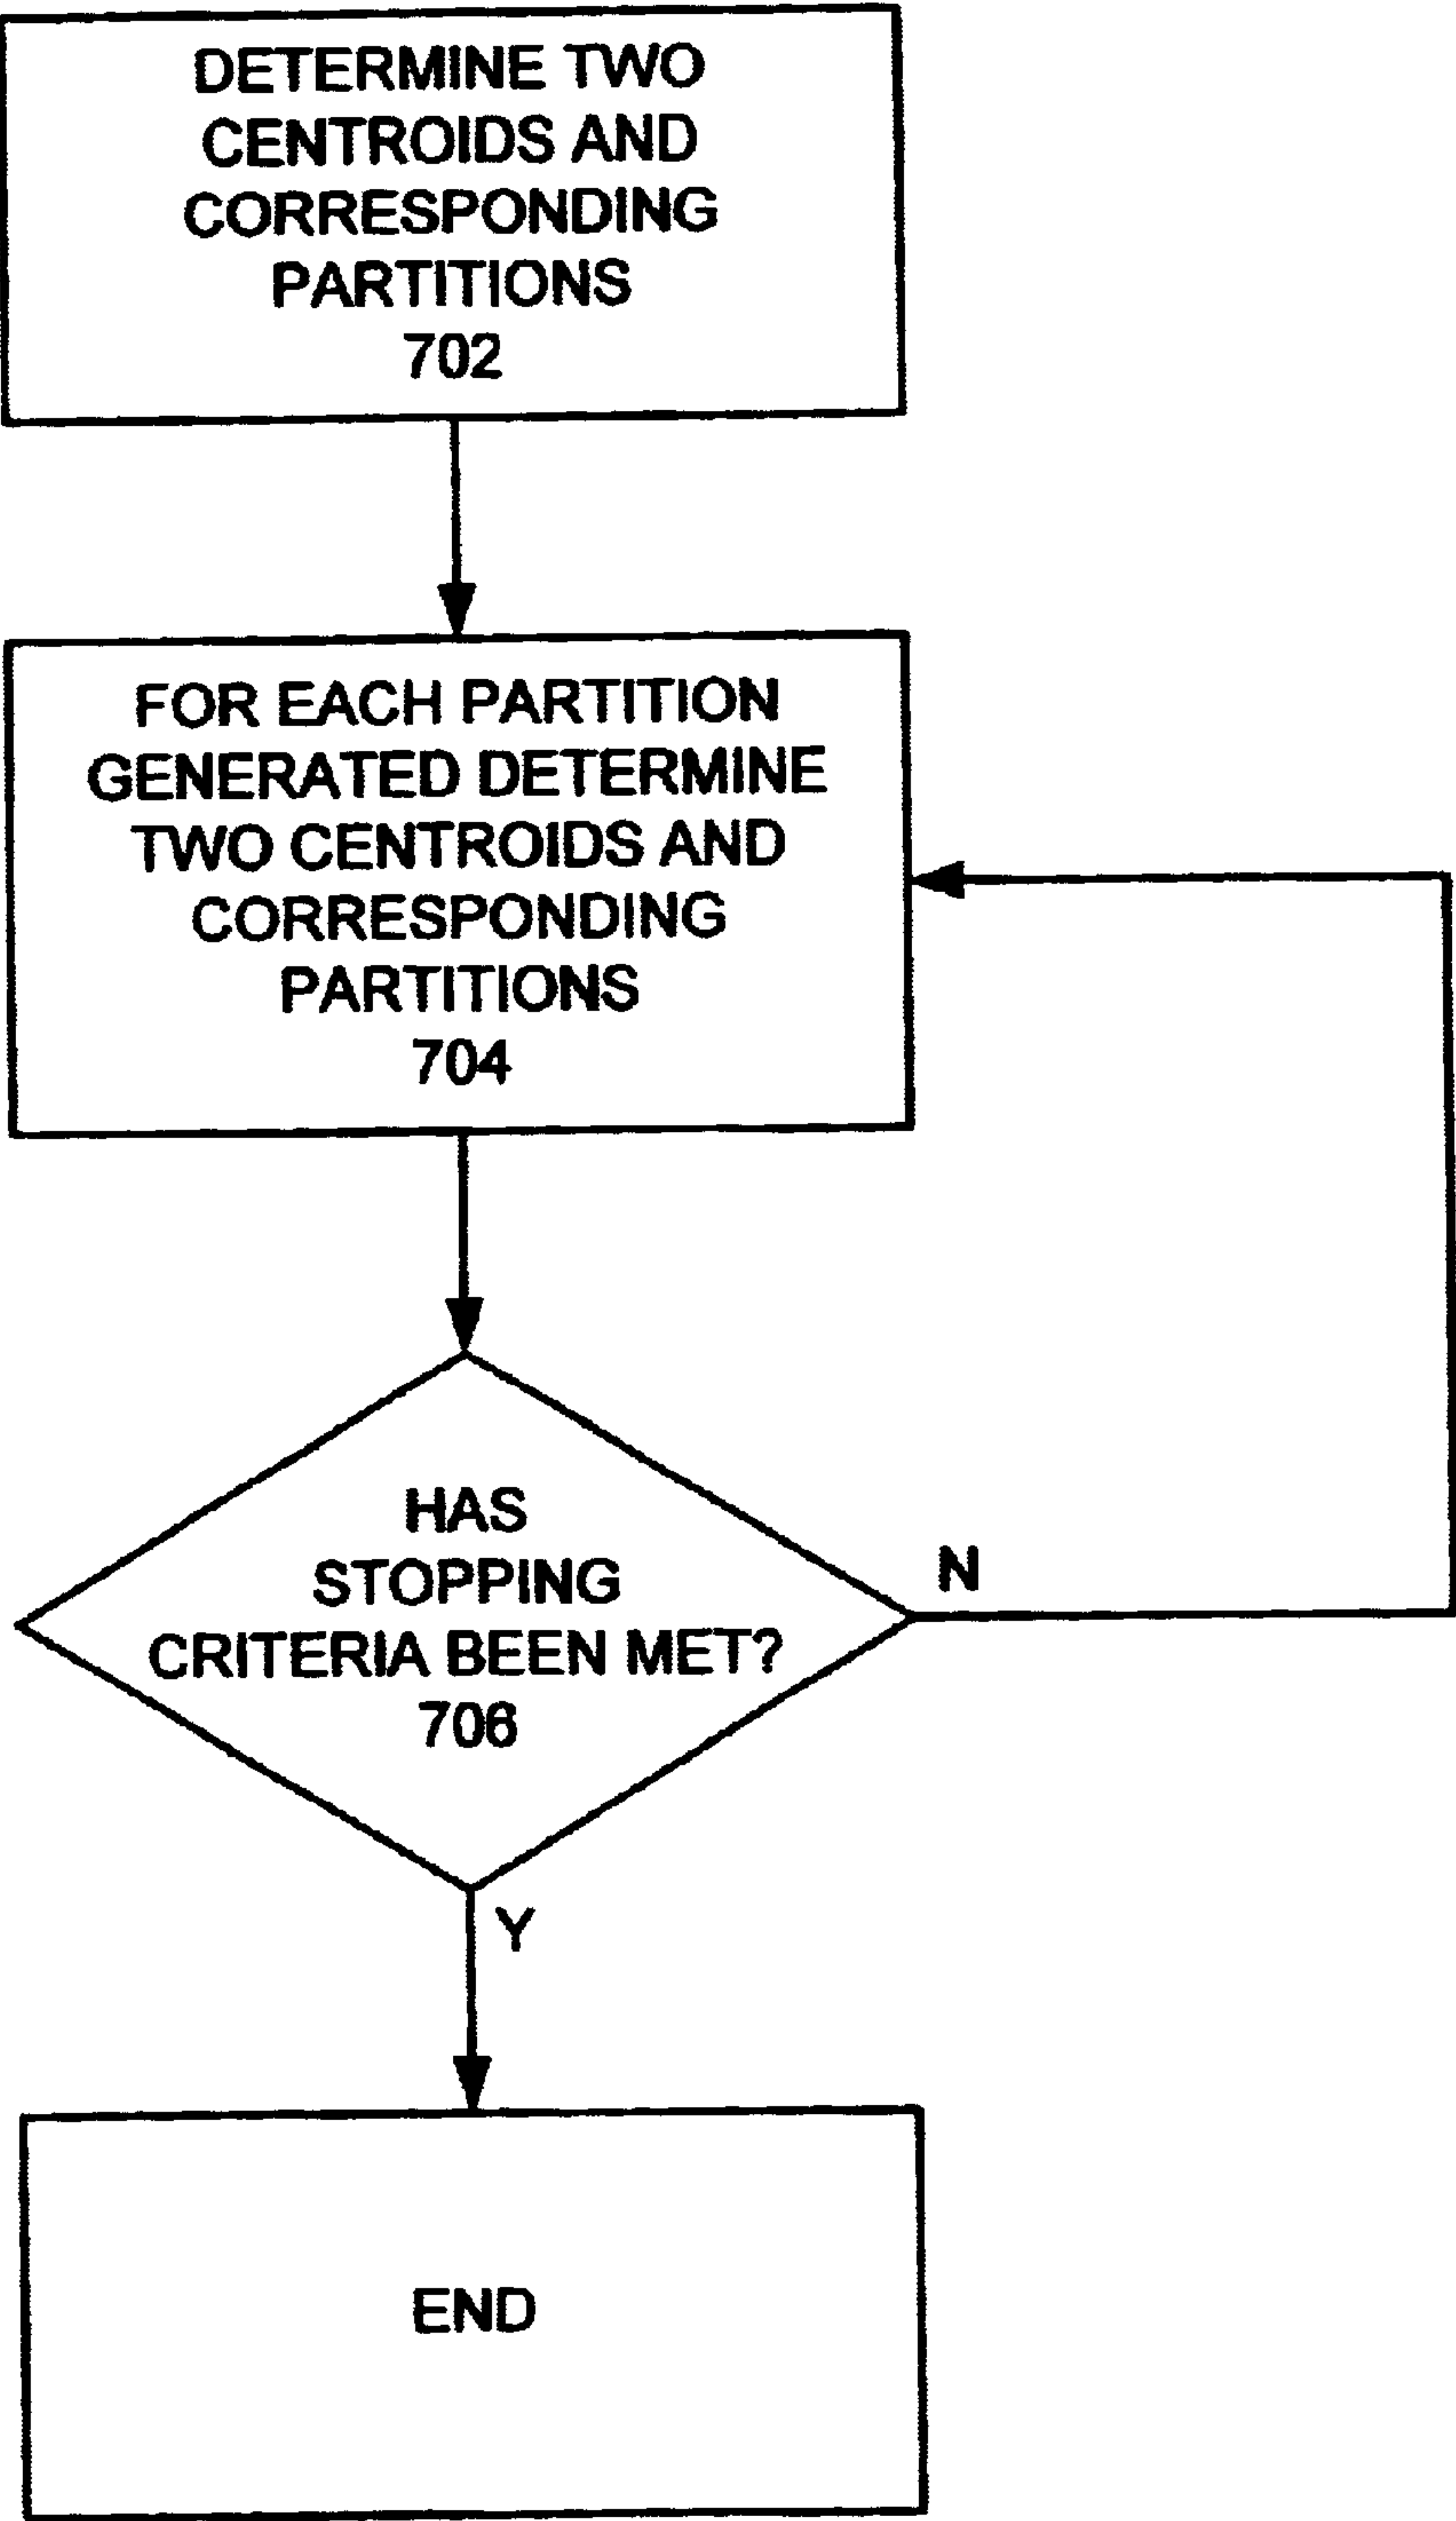 DETERMINE TWO
CENTROIDS AND
CORRESPONDING
PARTITIONS
702
FOR EACH PARTITION
GENERATED DETERMINE
TWO CENTROIDS AND
CORRESPONDING
PARTITIONS
704
HAS
STOPPING
CRITERIA BEEN MET?
706
N
Y
END